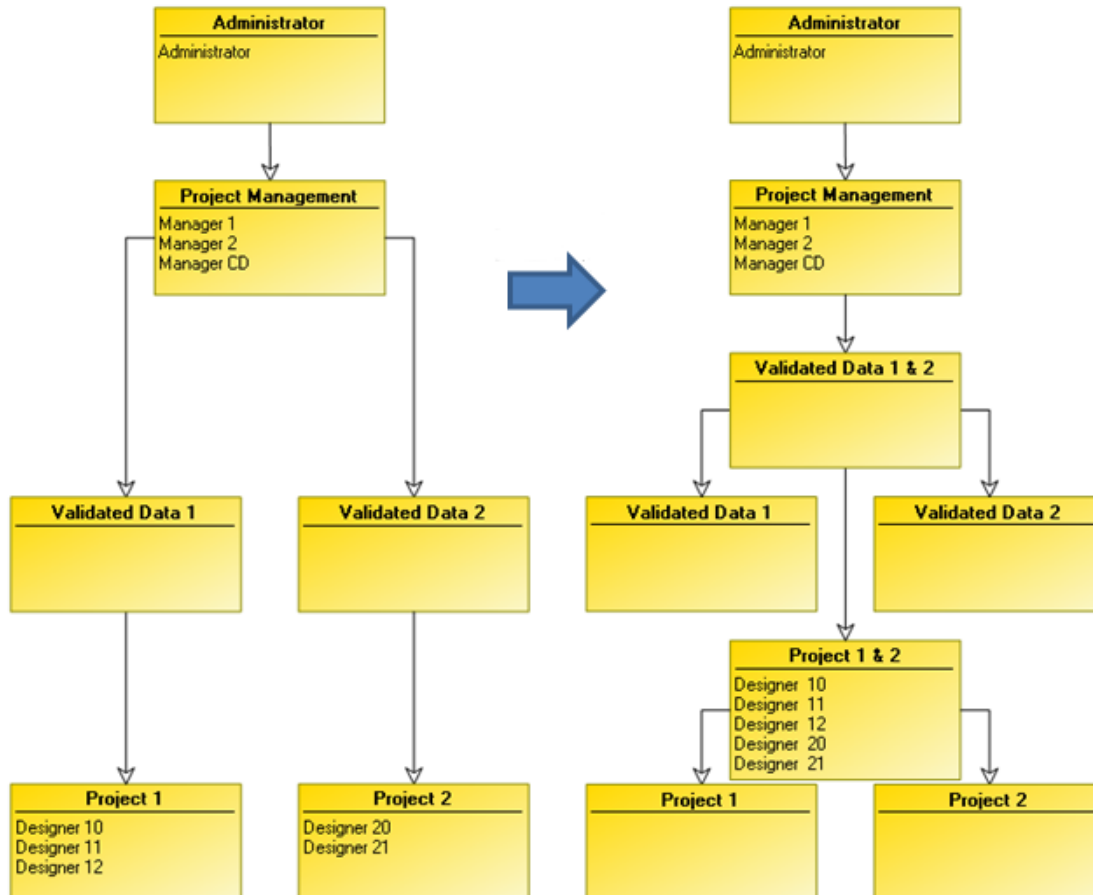 Administrator
Administrator
Project Management
Manager 1
Manager 2
Manager CD
Validated Data 1
Validated Data 2
Project 1
Designer 10
Designer 11
Designer 12
Project 2
Designer 20
Designer 21
Administrator
Administrator
Project Management
Manager 1
Manager 2
Manager CD
Validated Data 1 & 2
Validated Data 1
Validated Data 2
Project 1 & 2
Designer 10
Designer 11
Designer 12
Designer 20
Designer 21
Project 1
Project 2